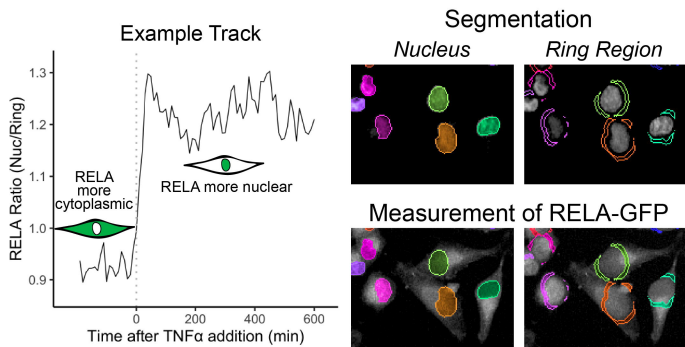 Example Track
RELA Ratio (Nuc/Ring)
1.3
1.2
1.1
1.0
0.9
RELA
more
cytoplasmic
RELA more nuclear
0
200
400
600
Time after TNFα addition (min)
Segmentation
Nucleus
Ring Region
Measurement of RELA-GFP